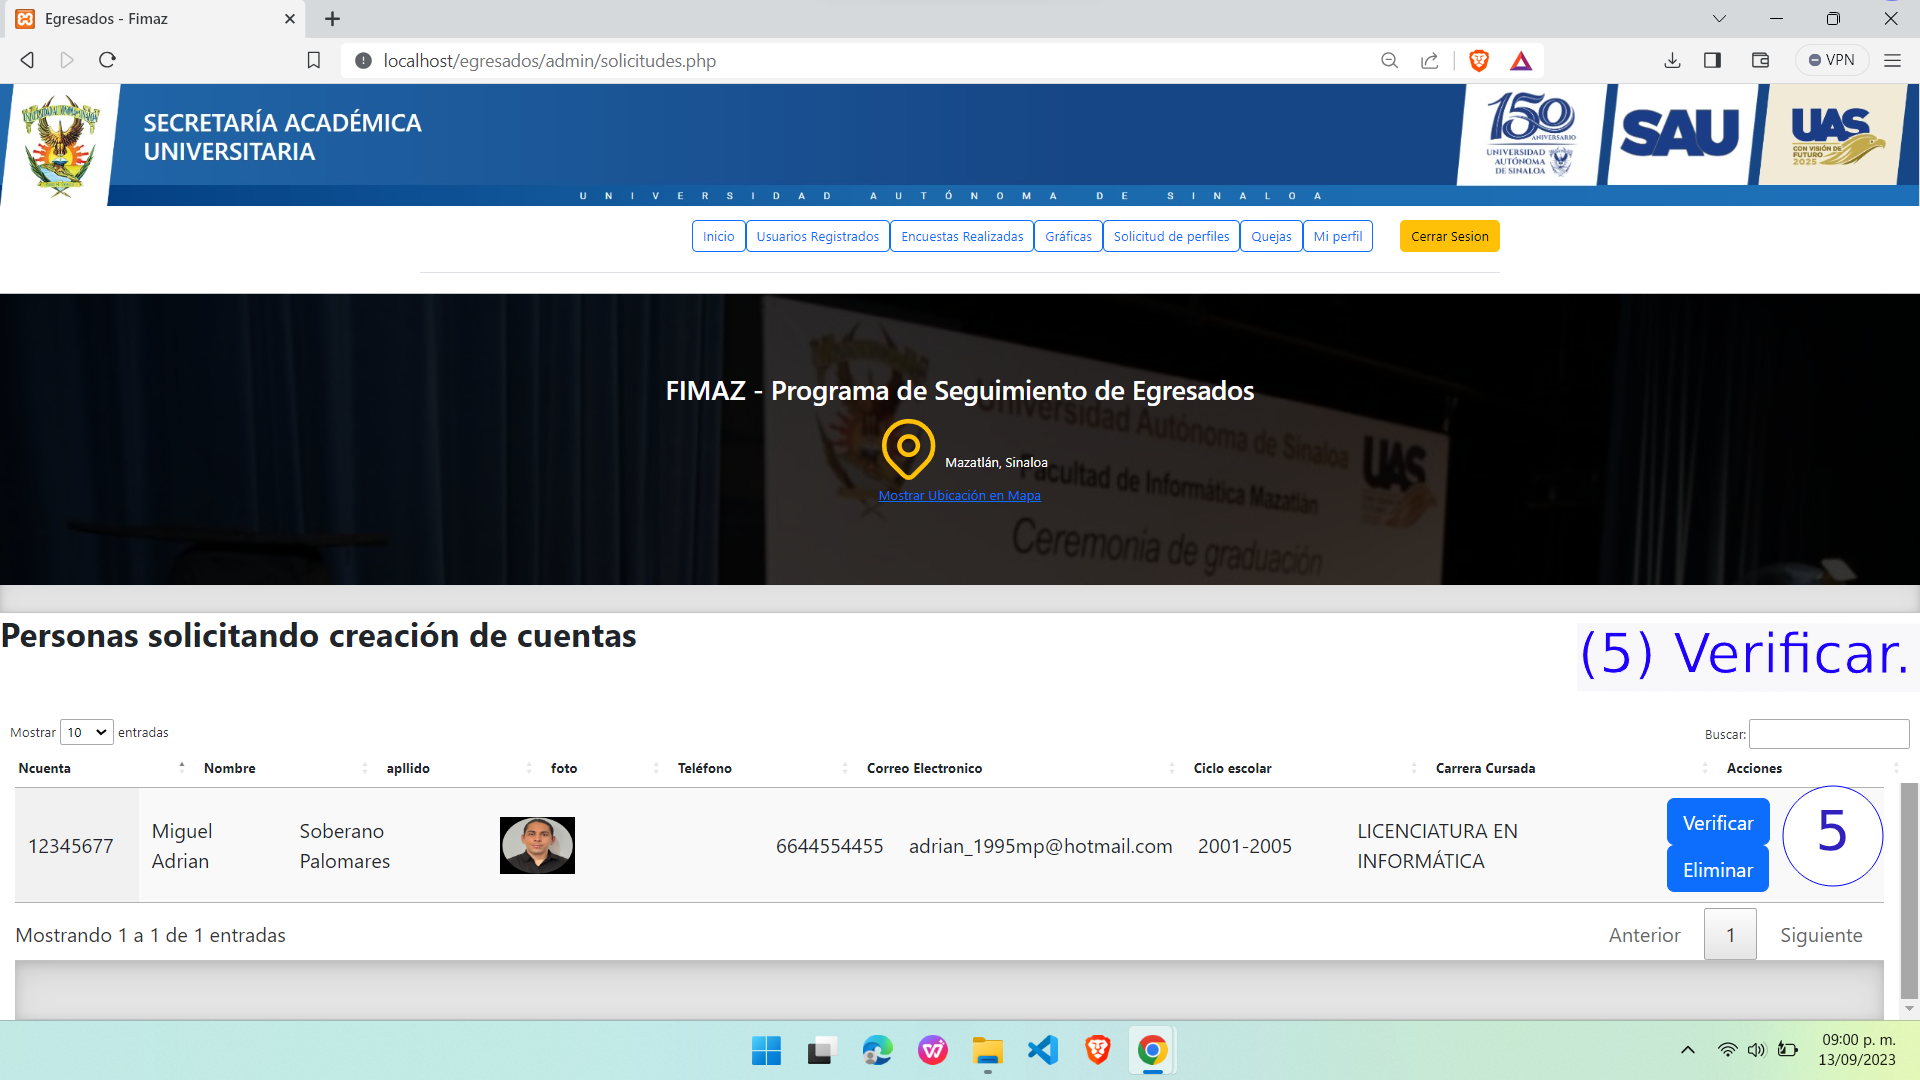 Egresados - Fimaz
localhost/egresados/admin/solicitudes.php
VPN
SECRETARÍA ACADÉMICA
UNIVERSITARIA
150
ANIVERSARIO
UNIVERSIDAD
AUTÓNOMA
DE SINALOA
SAU
UAS
CON VISIÓN DE
FUTURO
2025
UNIVERSIDAD AUTÓNOMA DE SINALOA
Inicio
Usuarios Registrados
Encuestas Realizadas
Gráficas
Solicitud de perfiles
Quejas
Mi perfil
Cerrar Sesion
FIMAZ - Programa de Seguimiento de Egresados
Mazatlán, Sinaloa
Mostrar Ubicación en Mapa
Universidad Autónoma de Sinaloa
Facultad de Informática Mazatlán
Ceremonia de graduación
UAS
Personas solicitando creación de cuentas
(5) Verificar.
Mostrar 10 entradas
Buscar:
Ncuenta Nombre apllido foto Teléfono Correo Electronico Ciclo escolar Carrera Cursada Acciones
12345677
Miguel
Adrian
Soberano
Palomares
6644554455
adrian_1995mp@hotmail.com
2001-2005
LICENCIATURA EN
INFORMÁTICA
Verificar
Eliminar
5
Mostrando 1 a 1 de 1 entradas
Anterior 1 Siguiente
09:00 p. m.
13/09/2023